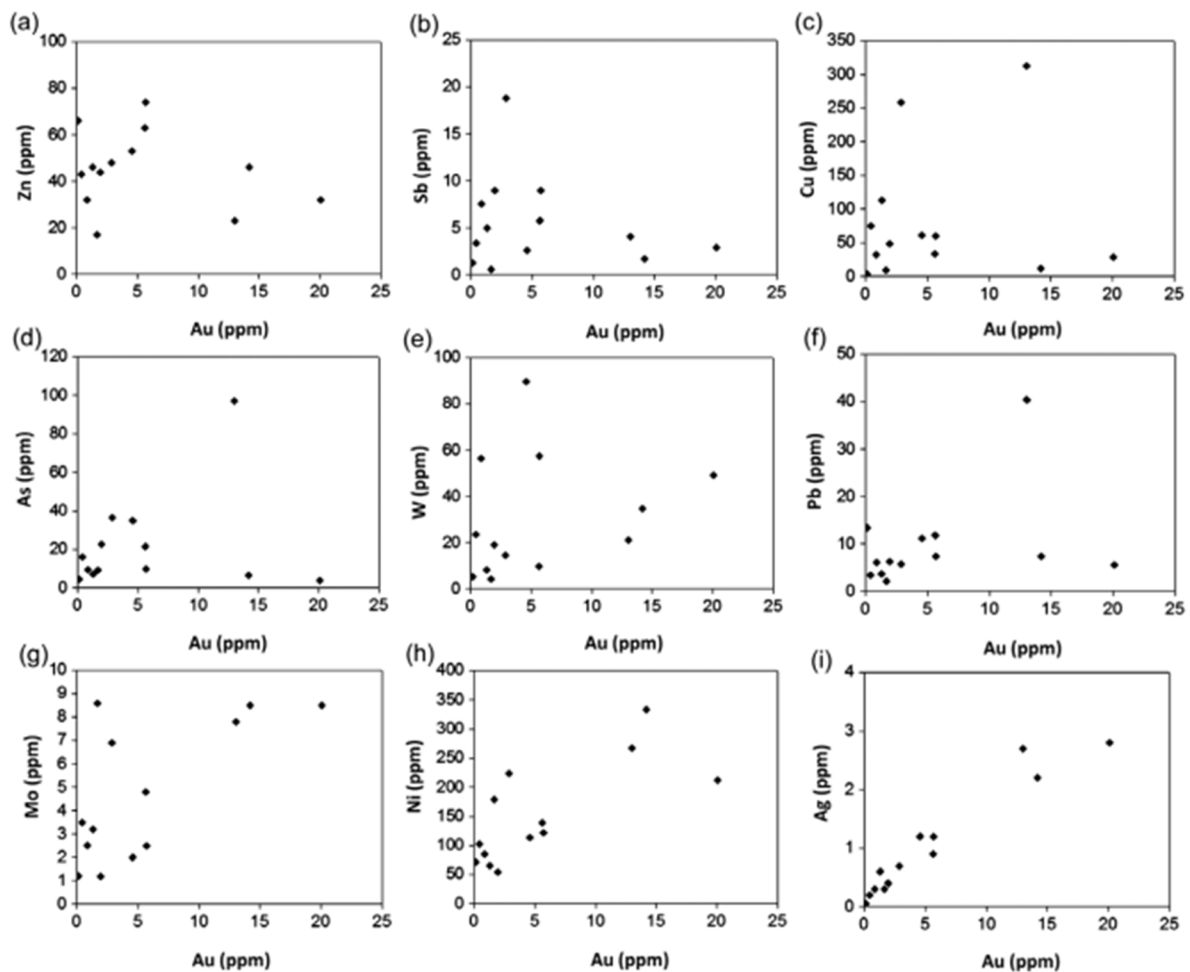 (a)
100
80
60
40
20
0
Zn (ppm)
0 5 10 15 20 25
Au (ppm)
(b)
25
20
15
10
5
0
Sb (ppm)
0 5 10 15 20 25
Au (ppm)
(c)
350
300
250
200
150
100
50
0
Cu (ppm)
0 5 10 15 20 25
Au (ppm)
(d)
120
100
80
60
40
20
0
As (ppm)
0 5 10 15 20 25
Au (ppm)
(e)
100
80
60
40
20
0
W (ppm)
0 5 10 15 20 25
Au (ppm)
(f)
50
40
30
20
10
0
Pb (ppm)
0 5 10 15 20 25
Au (ppm)
(g)
10
9
8
7
6
5
4
3
2
1
0
Mo (ppm)
0 5 10 15 20 25
Au (ppm)
(h)
400
350
300
250
200
150
100
50
0
Ni (ppm)
0 5 10 15 20 25
Au (ppm)
(i)
4
3
2
1
0
Ag (ppm)
0 5 10 15 20 25
Au (ppm)